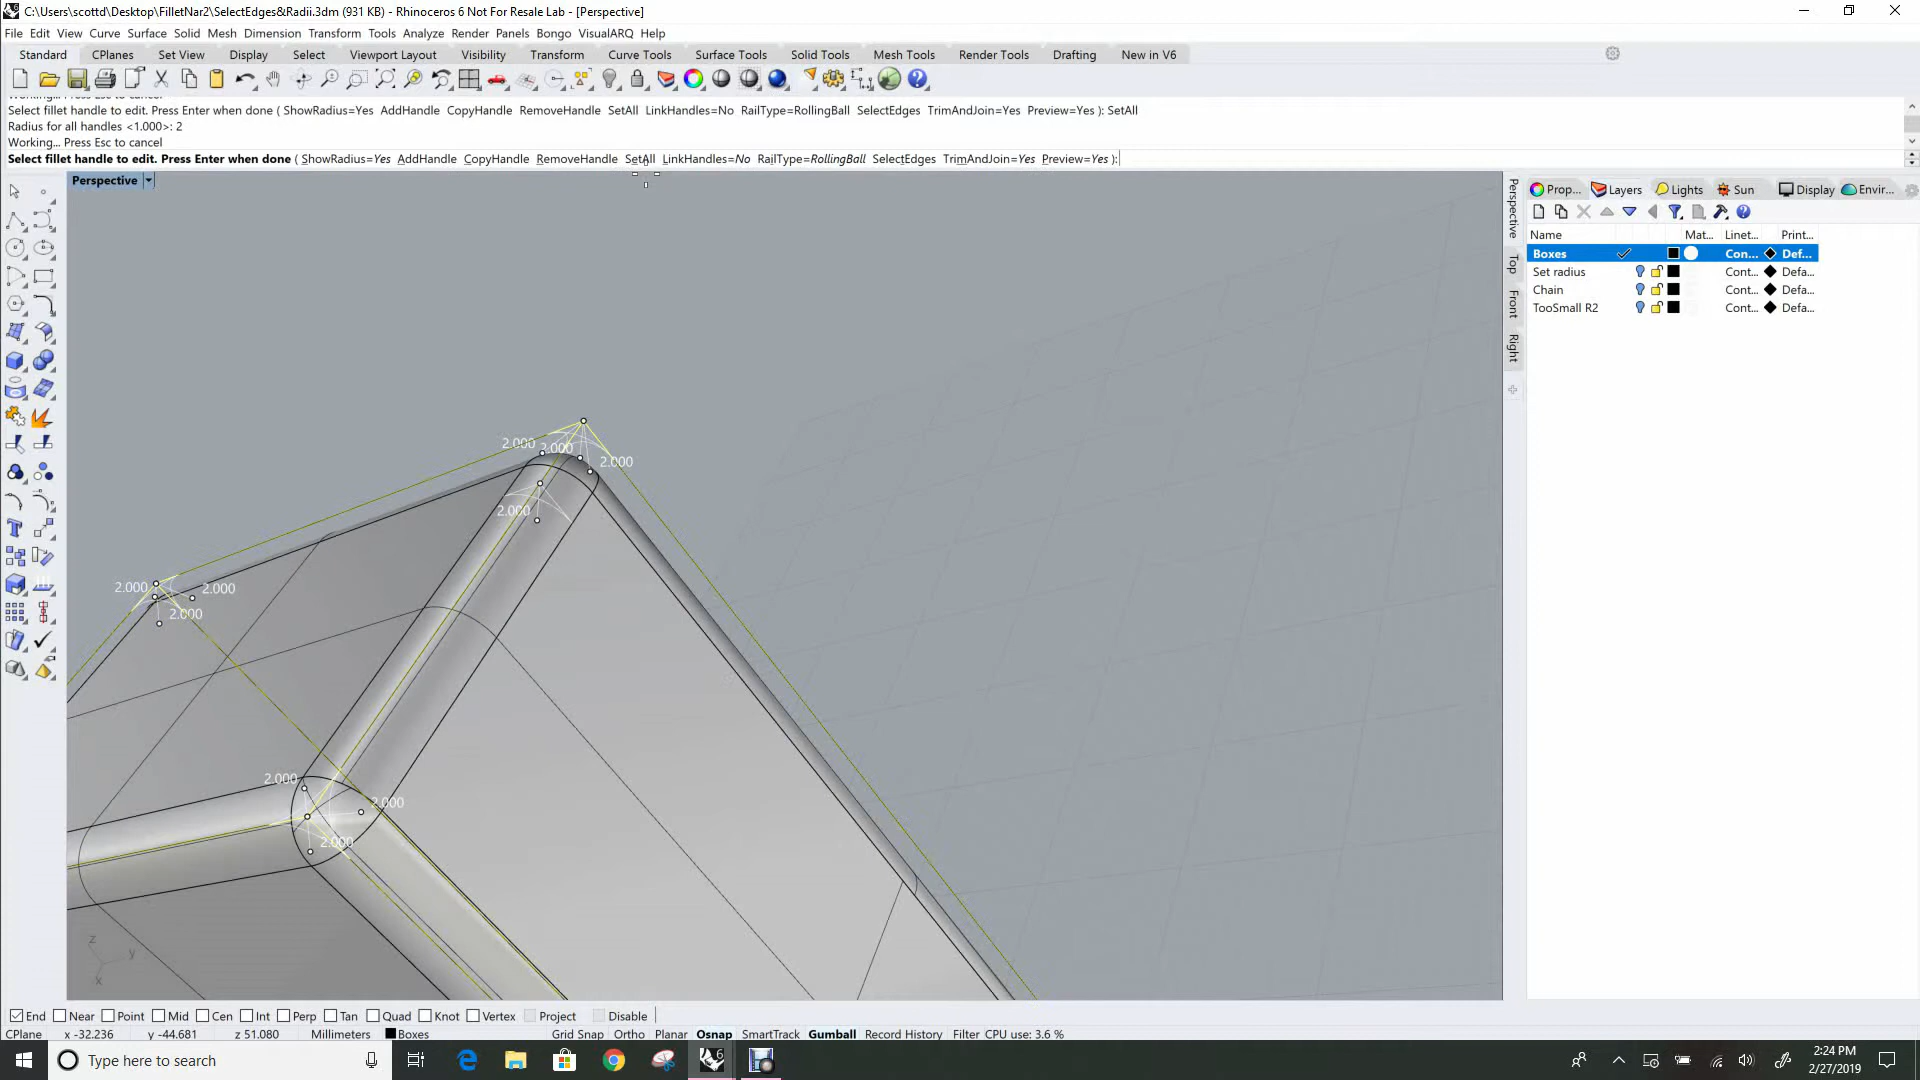 C:\Users\scottd\Desktop\FilletNar2\SelectEdges&Radii.3dm (931 KB) - Rhinoceros 6 Not For Resale Lab - [Perspective]
File Edit View Curve Surface Solid Mesh Dimension Transform Tools Analyze Render Panels Bongo VisualARQ Help
Standard CPlanes Set View Display Select Viewport Layout Visibility Transform Curve Tools Surface Tools Solid Tools Mesh Tools Render Tools Drafting New in V6
Select fillet handle to edit. Press Enter when done ( ShowRadius=Yes AddHandle CopyHandle RemoveHandle SetAll LinkHandles=No RailType=RollingBall SelectEdges TrimAndJoin=Yes Preview=Yes ): SetAll
Radius for all handles <1.000>: 2
Working... Press Esc to cancel
Select fillet handle to edit. Press Enter when done ( ShowRadius=Yes AddHandle CopyHandle RemoveHandle SetAll LinkHandles=No RailType=RollingBall SelectEdges TrimAndJoin=Yes Preview=Yes ):
Perspective
Perspective
Top
Front
Right
Prop... Layers Lights Sun Display Envir...
Name Mat... Linet... Print...
Boxes Con... Def...
Set radius Cont... Defa...
Chain Cont... Defa...
TooSmall R2 Cont... Defa...
2.000
2.000
2.000
2.000
2.000
2.000
2.000
2.000
2.000
2.000
z
y
x
End Near Point Mid Cen Int Perp Tan Quad Knot Vertex Project Disable
CPlane x -32.236 y -44.681 z 51.080 Millimeters Boxes Grid Snap Ortho Planar Osnap SmartTrack Gumball Record History Filter CPU use: 3.6 %
Type here to search
2:24 PM
2/27/2019